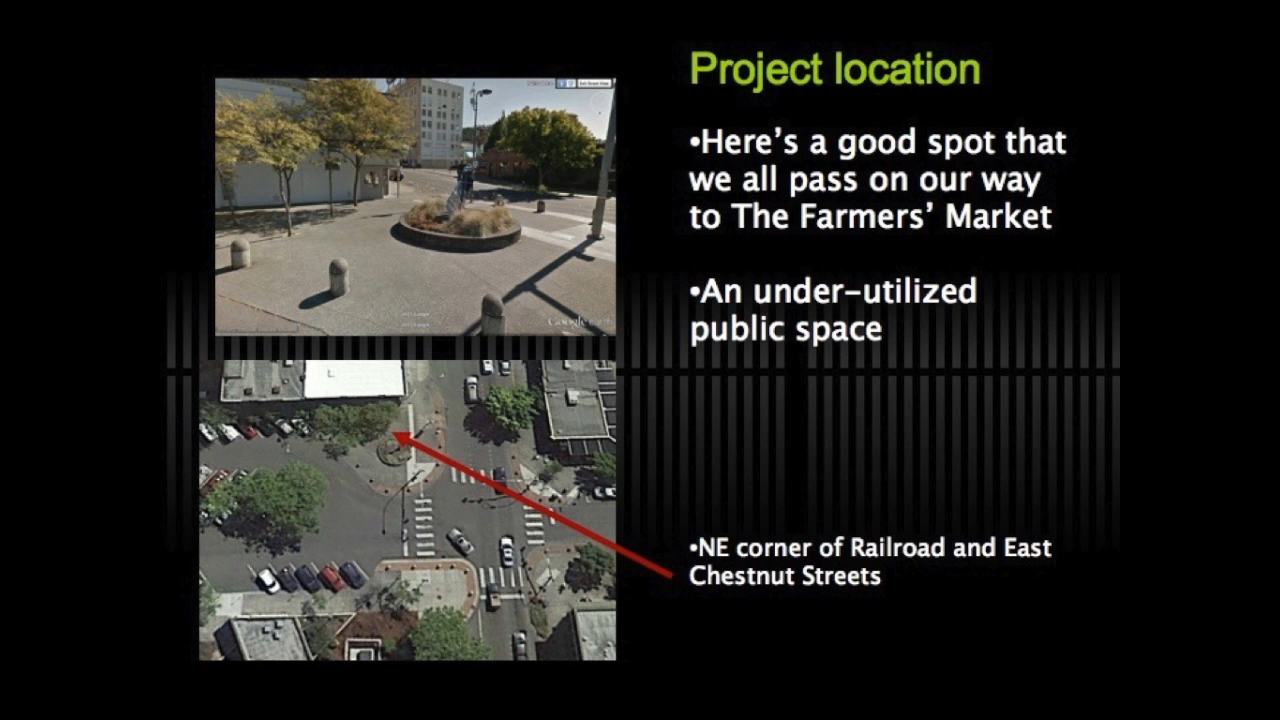 Project location
•Here’s a good spot that
we all pass on our way
to The Farmers’ Market
•An under-utilized
public space
•NE corner of Railroad and East
Chestnut Streets
Google